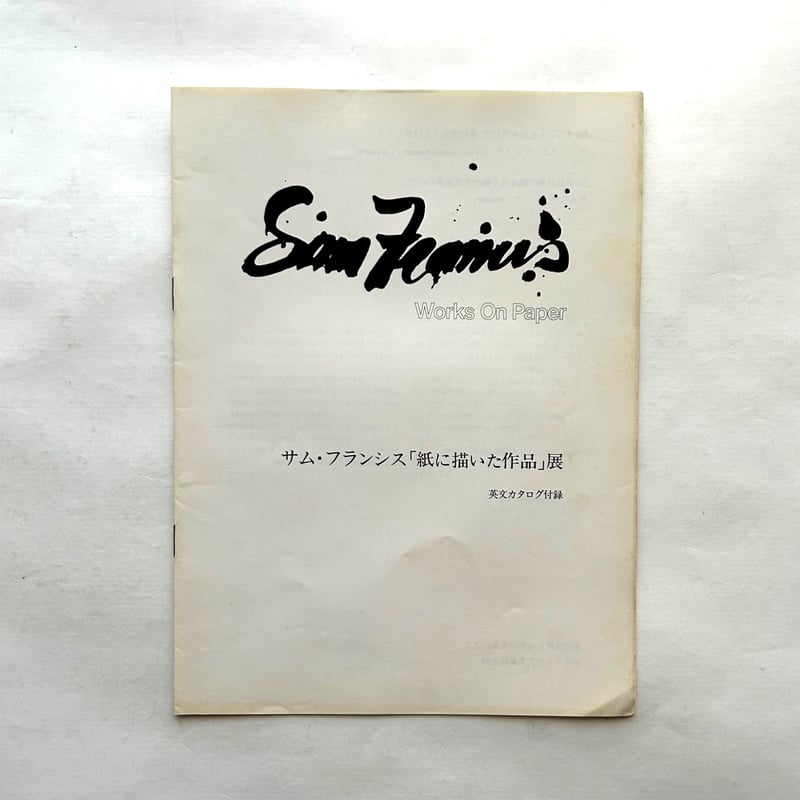 Sam Francis
Works On Paper
サム・フランシス「紙に描いた作品」展
英文カタログ付録